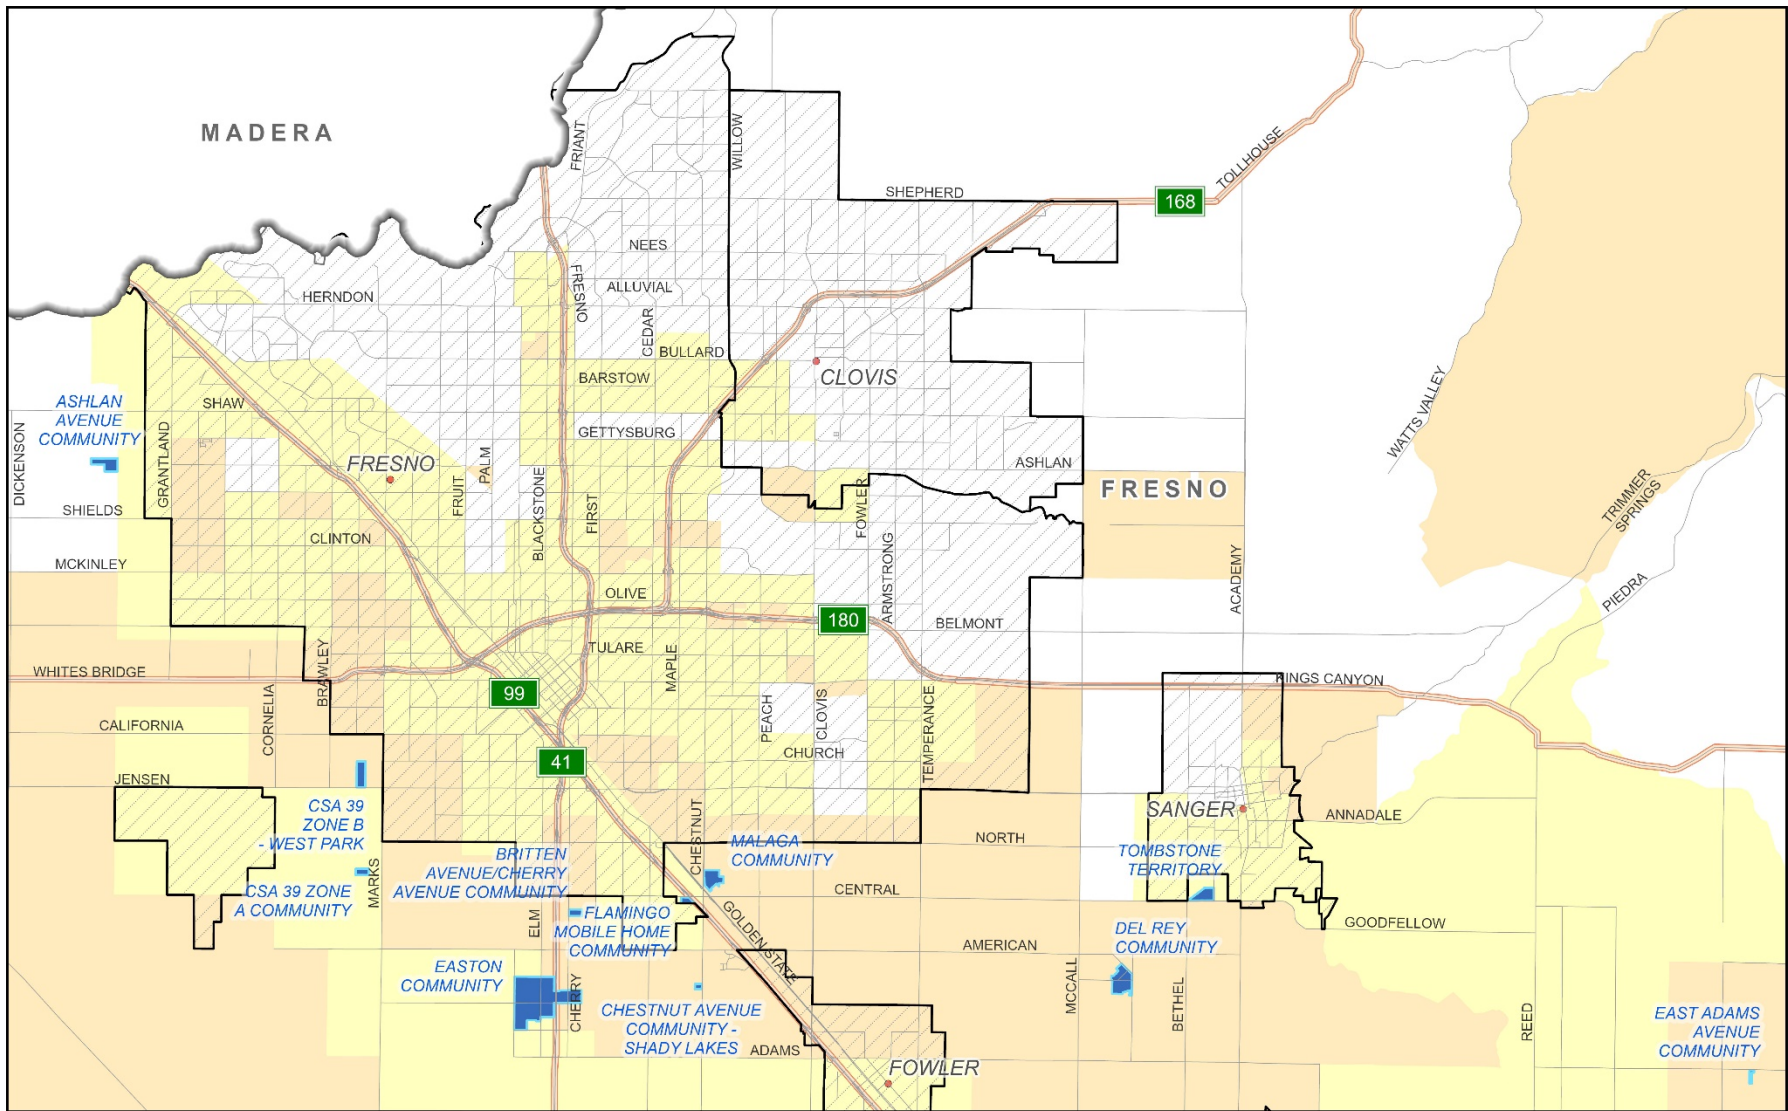 MADERA
FRIANT
WILLOW
SHEPHERD
168
TOLLHOUSE
NEES
HERNDON
FRESNO
ALLUVIAL
CEDAR
BULLARD
BARSTOW
CLOVIS
ASHLAN
AVENUE
COMMUNITY
SHAW
GRANTLAND
DICKENSON
GETTYSBURG
WATTS VALLEY
FRESNO
PALM
FRUIT
BLACKSTONE
FIRST
ASHLAN
FOWLER
FRESNO
TRIMMER
SPRINGS
SHIELDS
CLINTON
MCKINLEY
ARMSTRONG
ACADEMY
PIEDRA
OLIVE
180
BELMONT
TULARE
MAPLE
WHITES BRIDGE
BRAWLEY
CORNELIA
99
KINGS CANYON
CALIFORNIA
PEACH
CLOVIS
TEMPERANCE
CHURCH
41
JENSEN
CSA 39
ZONE B
- WEST PARK
CHESTNUT
SANGER
ANNADALE
NORTH
MALAGA
COMMUNITY
BRITTEN
AVENUE/CHERRY
AVENUE COMMUNITY
TOMBSTONE
TERRITORY
CSA 39 ZONE
A COMMUNITY
MARKS
CENTRAL
ELM
FLAMINGO
MOBILE HOME
COMMUNITY
GOLDEN STATE
GOODFELLOW
AMERICAN
DEL REY
COMMUNITY
EASTON
COMMUNITY
CHERRY
CHESTNUT AVENUE
COMMUNITY -
SHADY LAKES
MCCALL
BETHEL
REED
EAST ADAMS
AVENUE
COMMUNITY
ADAMS
FOWLER